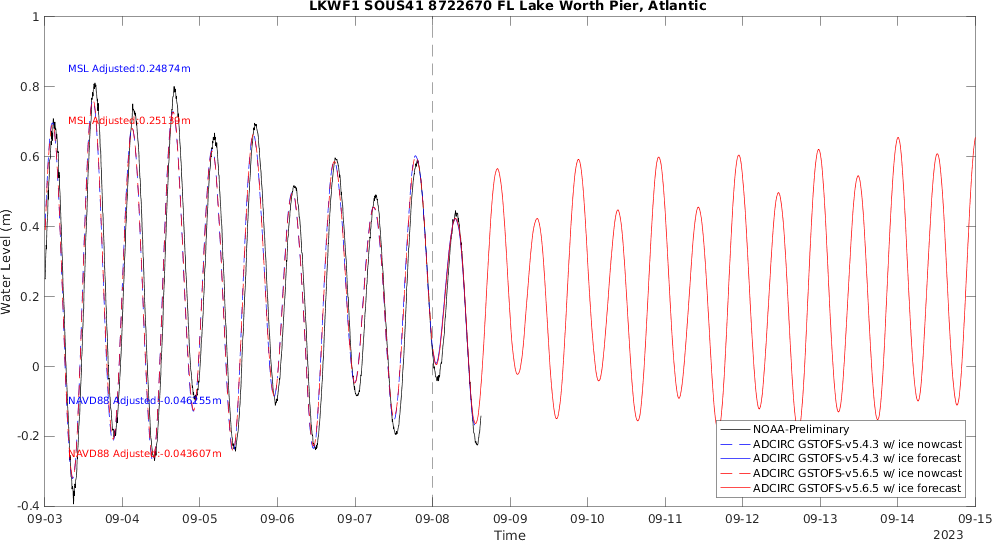 LKWF1 SOUS41 8722670 FL Lake Worth Pier, Atlantic
1
0.8
0.6
0.4
0.2
0
-0.2
-0.4
Water Level (m)
MSL Adjusted:0.24874m
MSL Adjusted:0.25139m
NAVD88 Adjusted:-0.046255m
NAVD88 Adjusted:-0.043607m
NOAA-Preliminary
ADCIRC GSTOFS-v5.4.3 w/ ice nowcast
ADCIRC GSTOFS-v5.4.3 w/ ice forecast
ADCIRC GSTOFS-v5.6.5 w/ ice nowcast
ADCIRC GSTOFS-v5.6.5 w/ ice forecast
09-03 09-04 09-05 09-06 09-07 09-08 09-09 09-10 09-11 09-12 09-13 09-14 09-15
Time
2023